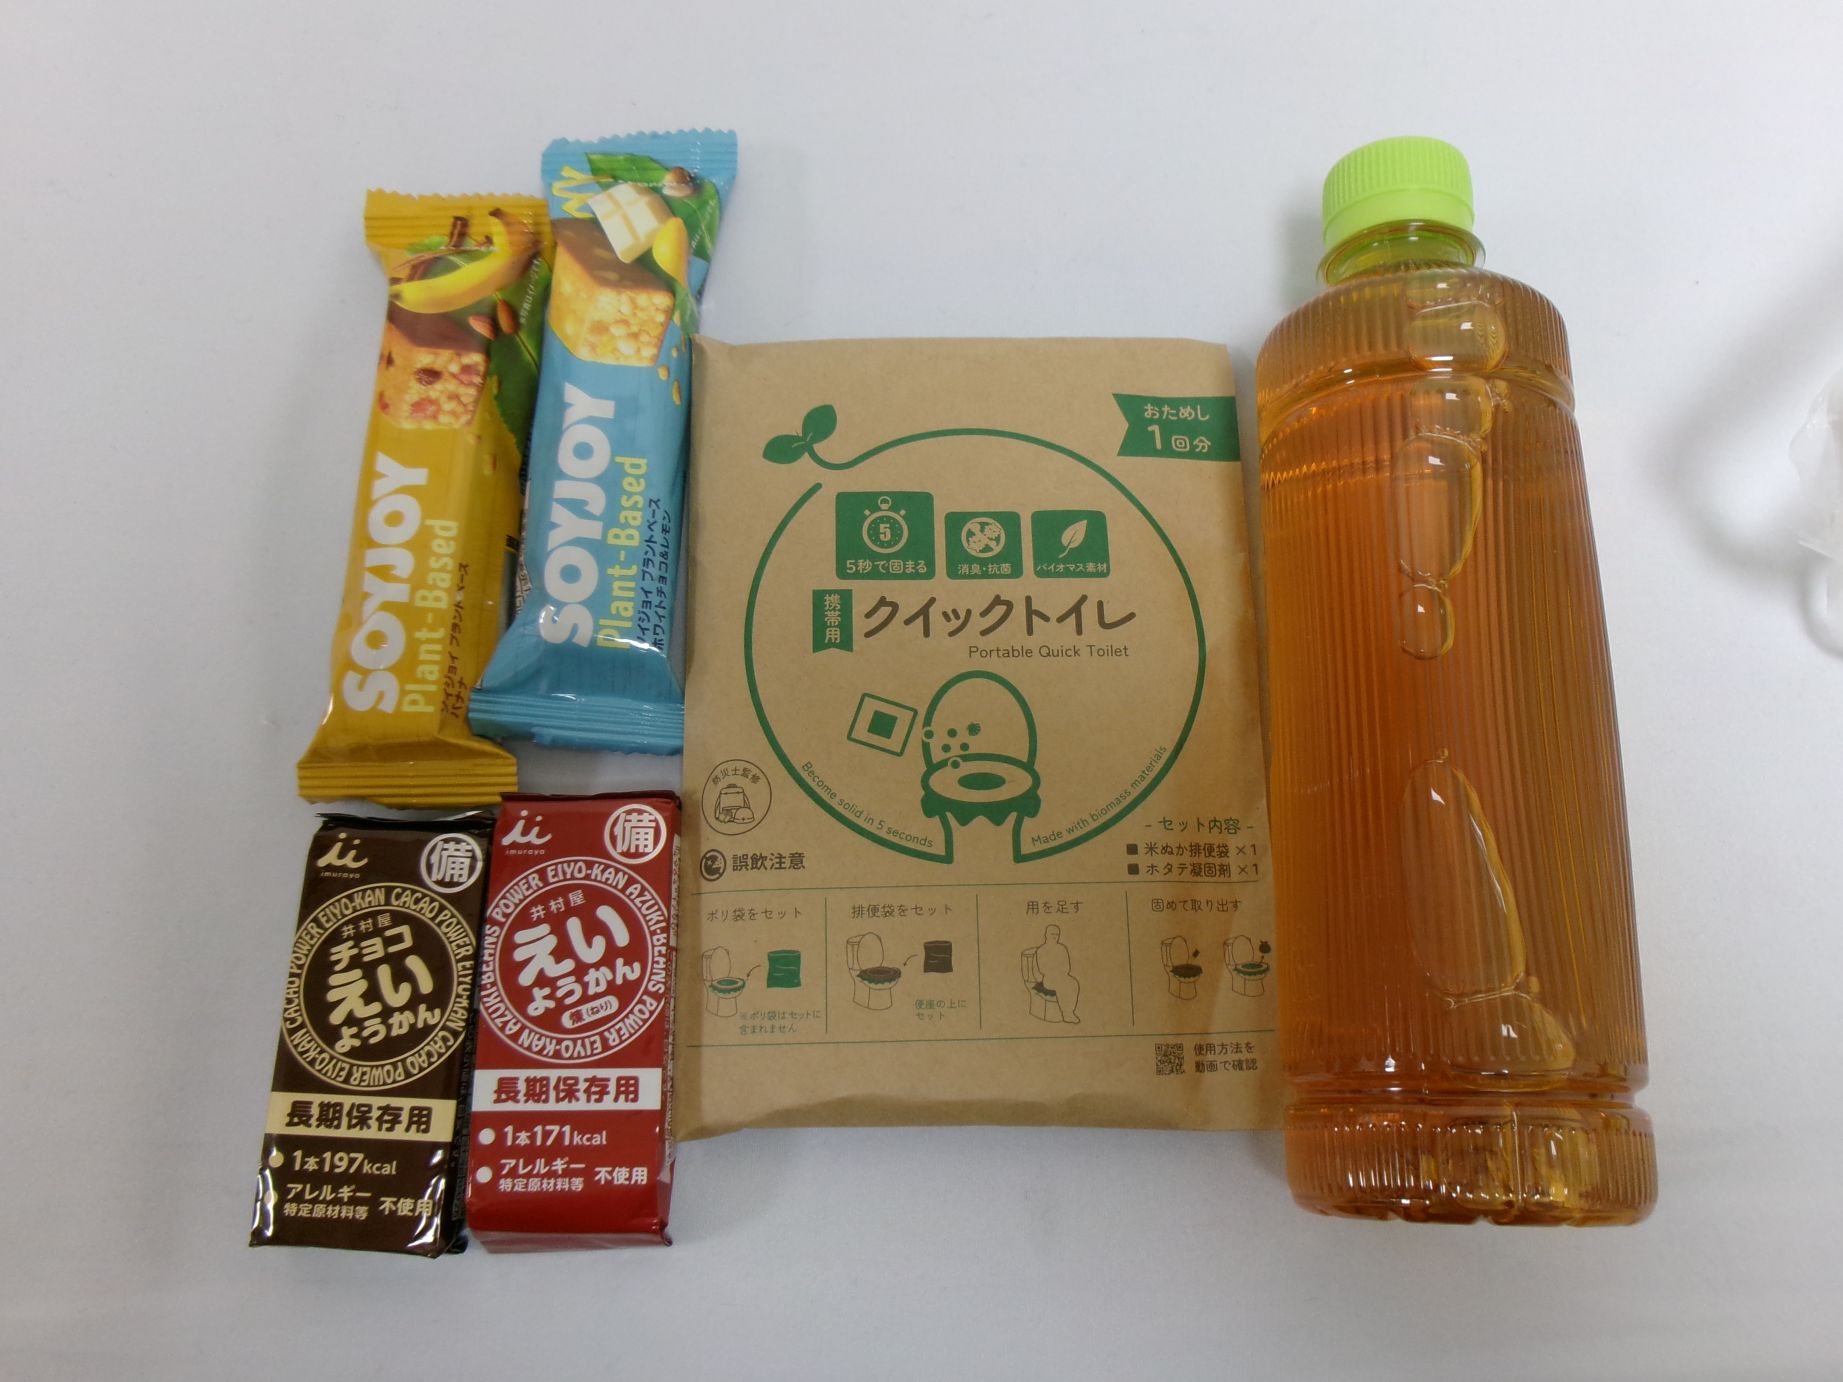 SOYJOY
Plant-Based
ソイジョイ プラントベース
バナナ
SOYJOY
Plant-Based
ソイジョイ プラントベース
ホワイトチョコ&レモン
おためし
1回分
5
5秒で固まる
消臭・抗菌
バイオマス素材
携帯用
クイックトイレ
Portable Quick Toilet
Become solid in 5 seconds
Made with biomass materials
防災士監修
誤飲注意
- セット内容 -
■ 米ぬか排便袋 ×1
■ ホタテ凝固剤 ×1
ポリ袋をセット
※ポリ袋はセットに
含まれません
排便袋をセット
便座の上に
セット
用を足す
固めて取り出す
使用方法を
動画で確認
imuraya
備
CACAO POWER EIYO-KAN CACAO POWER EIYO-KAN CACAO POWER EIYO-KAN
井村屋
チョコ
えい
ようかん
長期保存用
1本197kcal
アレルギー
特定原材料等
不使用
imuraya
備
AZUKI-BEANS POWER EIYO-KAN AZUKI-BEANS POWER EIYO-KAN
井村屋
えい
ようかん
煉(ねり)
長期保存用
1本171kcal
アレルギー
特定原材料等
不使用